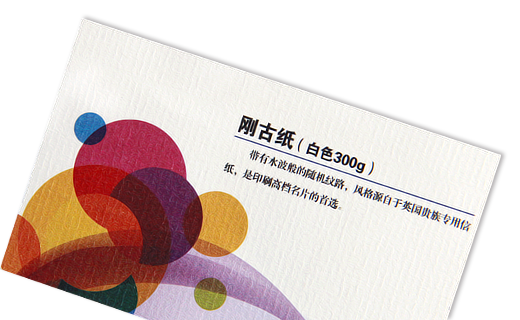 刚古纸(白色300g)
带有水波般的随机纹路,风格源自于英国贵族专用信
纸,是印刷高档名片的首选。